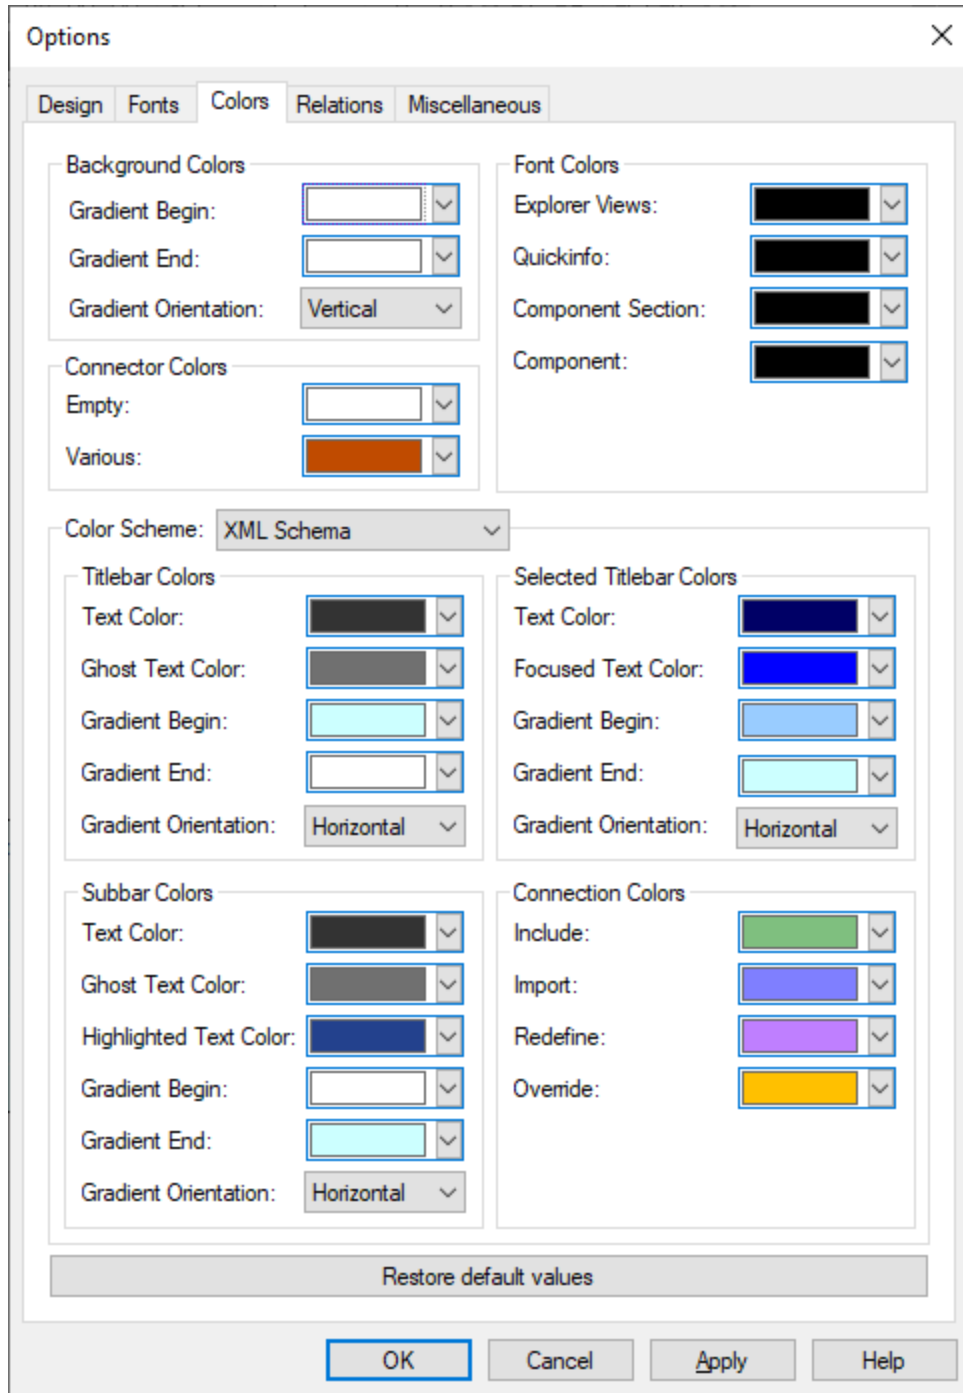 Options
Design Fonts Colors Relations Miscellaneous
Background Colors
Gradient Begin:
Gradient End:
Gradient Orientation: Vertical
Connector Colors
Empty:
Various:
Font Colors
Explorer Views:
Quickinfo:
Component Section:
Component:
Color Scheme: XML Schema
Titlebar Colors
Text Color:
Ghost Text Color:
Gradient Begin:
Gradient End:
Gradient Orientation: Horizontal
Selected Titlebar Colors
Text Color:
Focused Text Color:
Gradient Begin:
Gradient End:
Gradient Orientation: Horizontal
Subbar Colors
Text Color:
Ghost Text Color:
Highlighted Text Color:
Gradient Begin:
Gradient End:
Gradient Orientation: Horizontal
Connection Colors
Include:
Import:
Redefine:
Override:
Restore default values
OK Cancel Apply Help